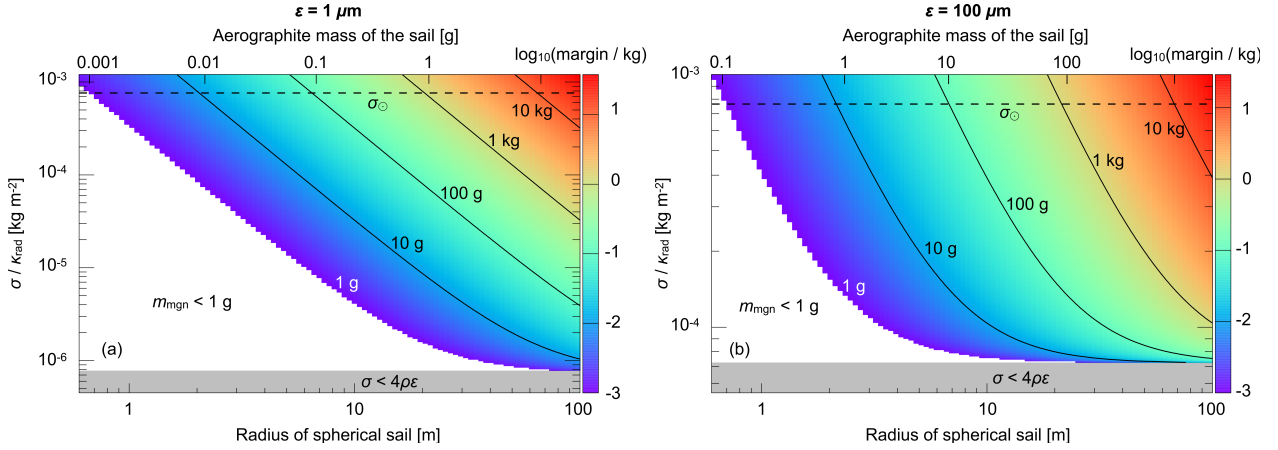 ε = 1 μm
Aerographite mass of the sail [g]
log₁₀(margin / kg)
0.001 0.01 0.1 1
10⁻³
10⁻⁴
10⁻⁵
10⁻⁶
σ / κrad [kg m⁻²]
σ☉
10 kg
1 kg
100 g
10 g
1 g
mmgn < 1 g
(a)
σ < 4ρε
1
0
-1
-2
-3
1 10 100
Radius of spherical sail [m]
ε = 100 μm
Aerographite mass of the sail [g]
log₁₀(margin / kg)
0.1 1 10 100
10⁻³
10⁻⁴
σ / κrad [kg m⁻²]
σ☉
10 kg
1 kg
100 g
10 g
1 g
mmgn < 1 g
(b)
σ < 4ρε
1
0
-1
-2
-3
1 10 100
Radius of spherical sail [m]